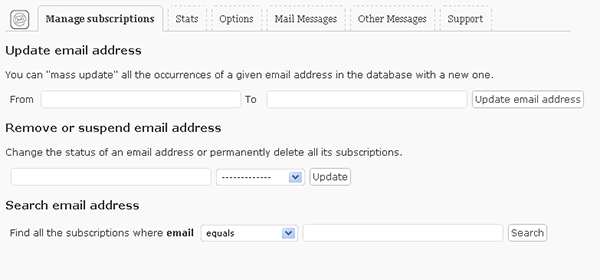 Manage subscriptions Stats Options Mail Messages Other Messages Support
Update email address
You can "mass update" all the occurrences of a given email address in the database with a new one.
From To Update email address
Remove or suspend email address
Change the status of an email address or permanently delete all its subscriptions.
------------- Update
Search email address
Find all the subscriptions where email equals Search